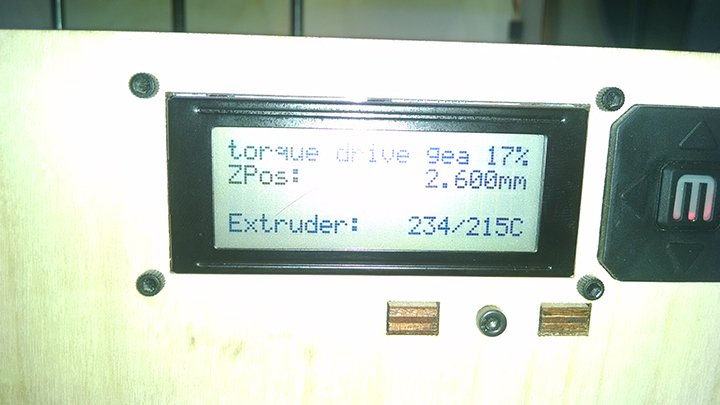 torque drive gea 17%
ZPos: 2.600mm
Extruder: 234/215C
M